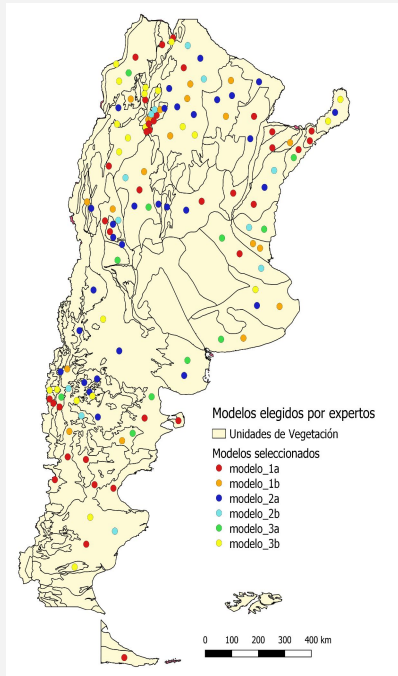 Modelos elegidos por expertos
Unidades de Vegetación
Modelos seleccionados
modelo_1a
modelo_1b
modelo_2a
modelo_2b
modelo_3a
modelo_3b
0 100 200 300 400 km